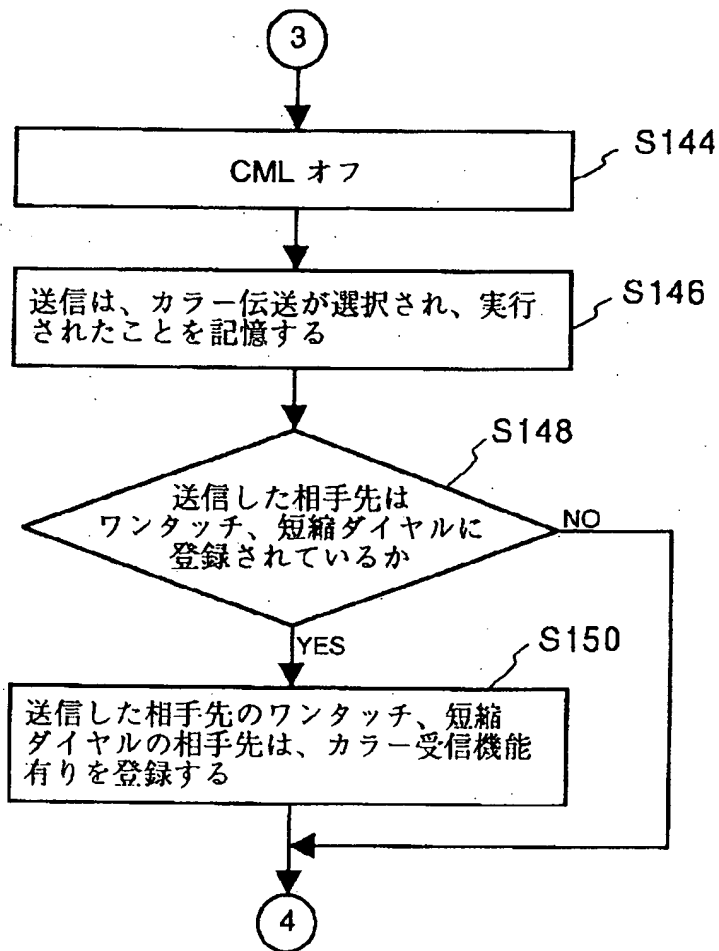 3
CML オフ
S144
送信は、カラー伝送が選択され、実行
されたことを記憶する
S146
送信した相手先は
ワンタッチ、短縮ダイヤルに
登録されているか
S148
NO
YES
送信した相手先のワンタッチ、短縮
ダイヤルの相手先は、カラー受信機能
有りを登録する
S150
4